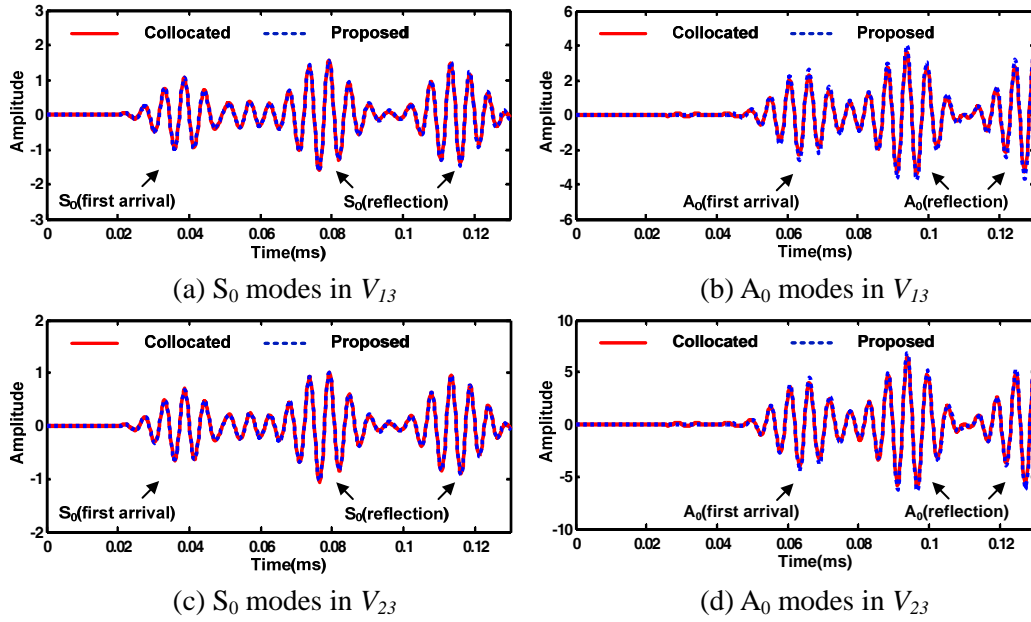 Collocated Proposed
Amplitude
3
2
1
0
-1
-2
-3
S₀(first arrival) S₀(reflection)
0 0.02 0.04 0.06 0.08 0.1 0.12
Time(ms)
(a) S₀ modes in V₁₃
Collocated Proposed
Amplitude
6
4
2
0
-2
-4
-6
A₀(first arrival) A₀(reflection)
0 0.02 0.04 0.06 0.08 0.1 0.12
Time(ms)
(b) A₀ modes in V₁₃
Collocated Proposed
Amplitude
2
1
0
-1
-2
S₀(first arrival) S₀(reflection)
0 0.02 0.04 0.06 0.08 0.1 0.12
Time(ms)
(c) S₀ modes in V₂₃
Collocated Proposed
Amplitude
10
5
0
-5
-10
A₀(first arrival) A₀(reflection)
0 0.02 0.04 0.06 0.08 0.1 0.12
Time(ms)
(d) A₀ modes in V₂₃